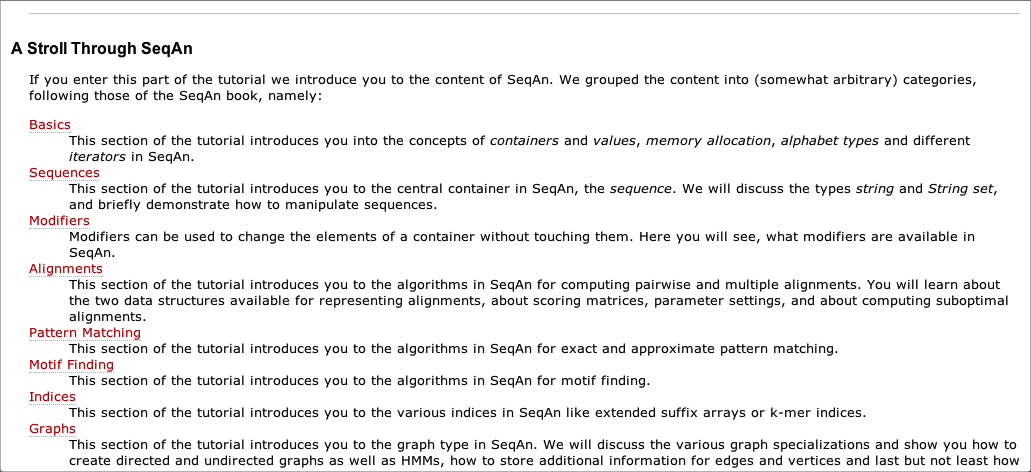 A Stroll Through SeqAn
If you enter this part of the tutorial we introduce you to the content of SeqAn. We grouped the content into (somewhat arbitrary) categories,
following those of the SeqAn book, namely:
Basics
This section of the tutorial introduces you into the concepts of containers and values, memory allocation, alphabet types and different
iterators in SeqAn.
Sequences
This section of the tutorial introduces you to the central container in SeqAn, the sequence. We will discuss the types string and String set,
and briefly demonstrate how to manipulate sequences.
Modifiers
Modifiers can be used to change the elements of a container without touching them. Here you will see, what modifiers are available in
SeqAn.
Alignments
This section of the tutorial introduces you to the algorithms in SeqAn for computing pairwise and multiple alignments. You will learn about
the two data structures available for representing alignments, about scoring matrices, parameter settings, and about computing suboptimal
alignments.
Pattern Matching
This section of the tutorial introduces you to the algorithms in SeqAn for exact and approximate pattern matching.
Motif Finding
This section of the tutorial introduces you to the algorithms in SeqAn for motif finding.
Indices
This section of the tutorial introduces you to the various indices in SeqAn like extended suffix arrays or k-mer indices.
Graphs
This section of the tutorial introduces you to the graph type in SeqAn. We will discuss the various graph specializations and show you how to
create directed and undirected graphs as well as HMMs, how to store additional information for edges and vertices and last but not least how